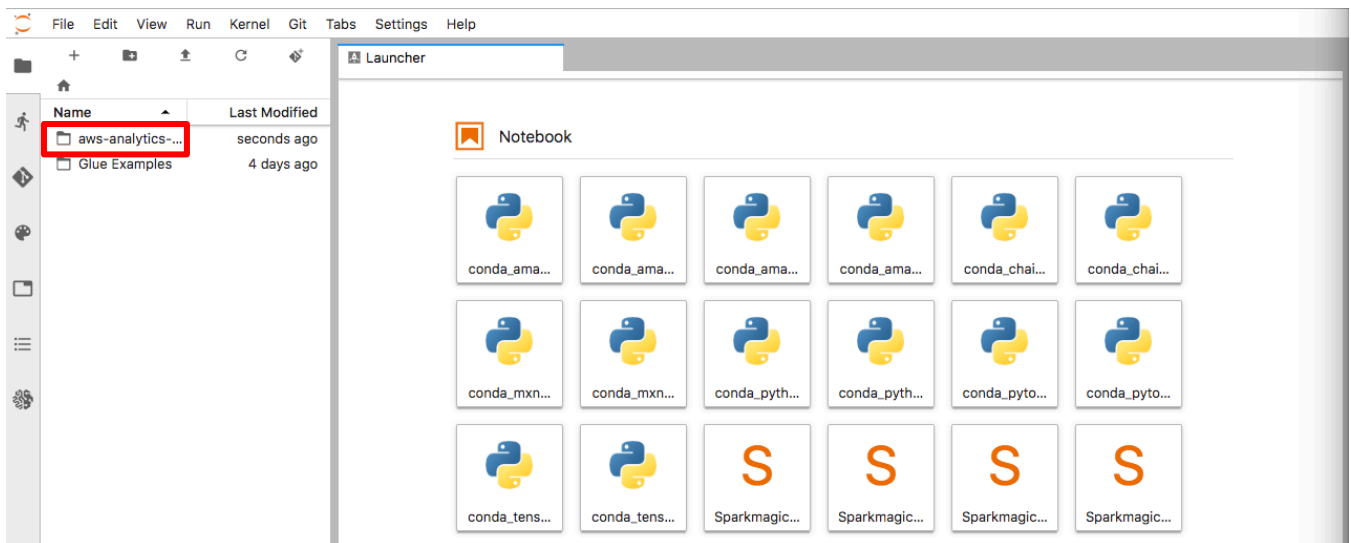 File Edit View Run Kernel Git Tabs Settings Help
Launcher
Name Last Modified
aws-analytics-... seconds ago
Glue Examples 4 days ago
Notebook
conda_ama... conda_ama... conda_ama... conda_ama... conda_chai... conda_chai...
conda_mxn... conda_mxn... conda_pyth... conda_pyth... conda_pyto... conda_pyto...
S S S S
conda_tens... conda_tens... Sparkmagic... Sparkmagic... Sparkmagic... Sparkmagic...